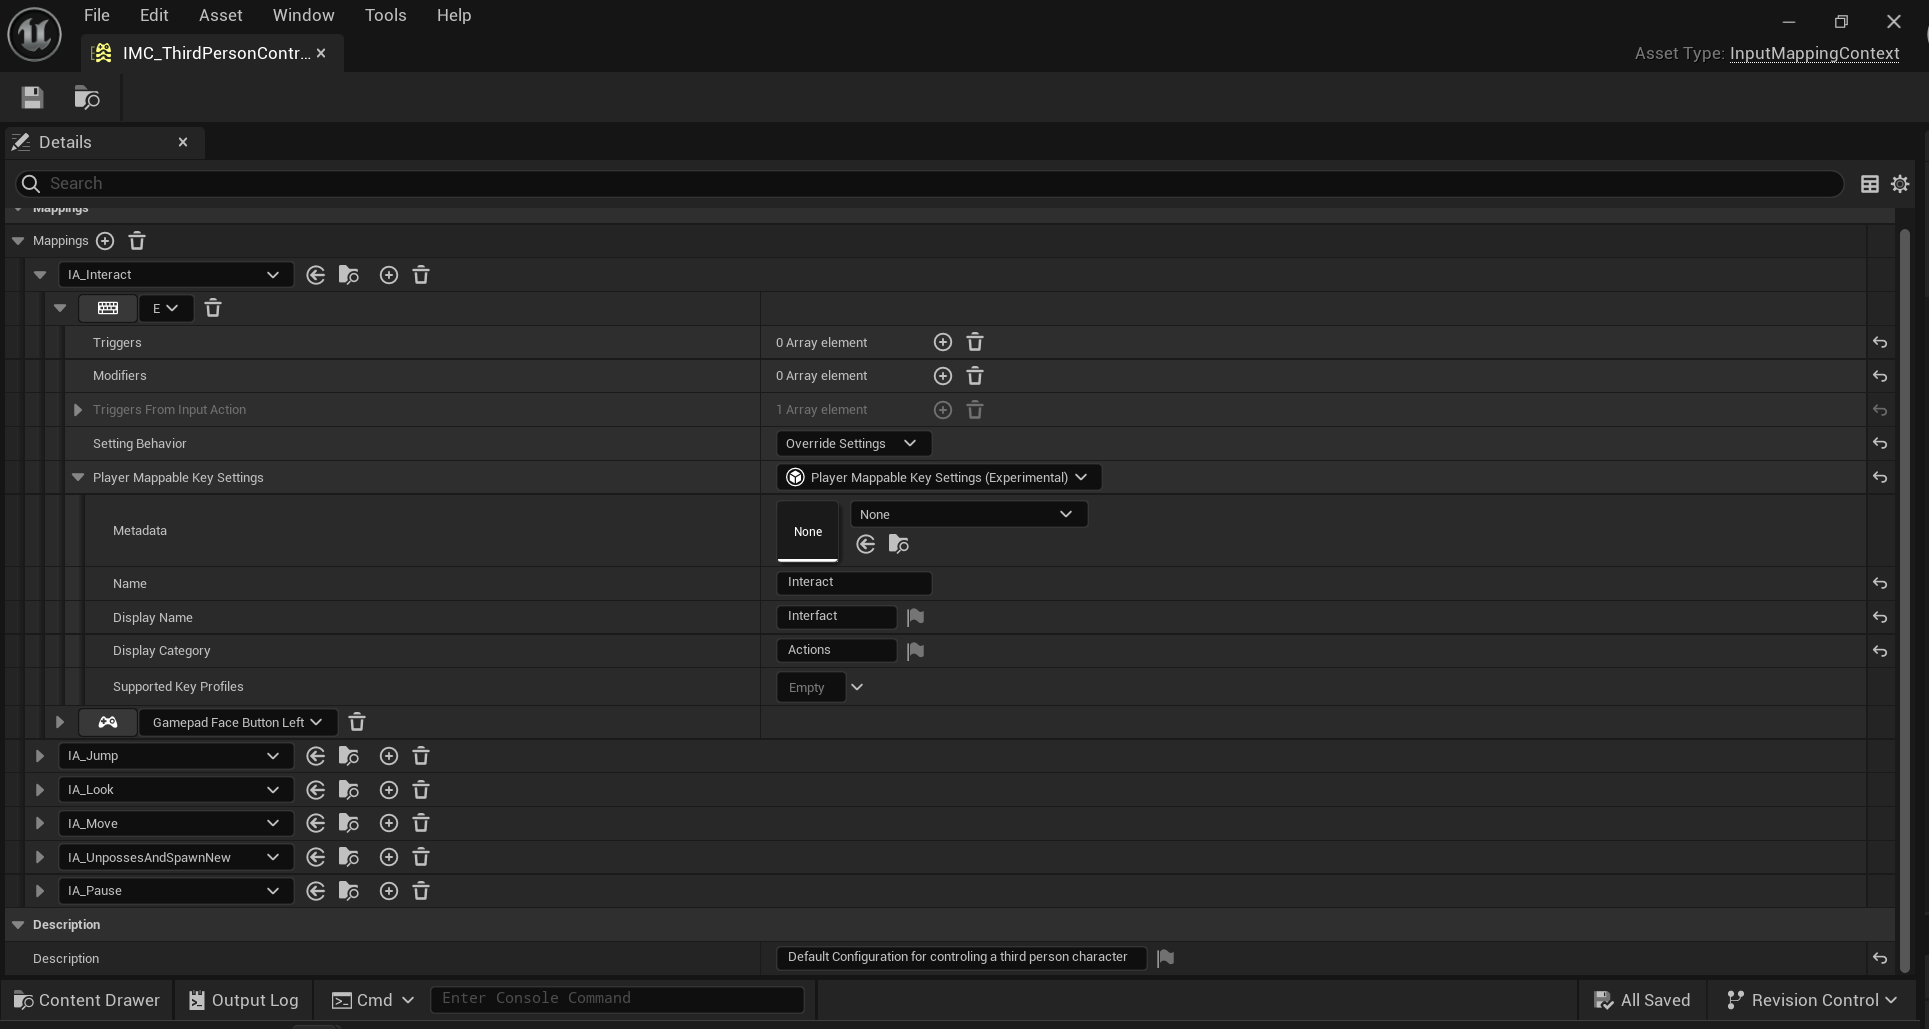 File Edit Asset Window Tools Help
IMC_ThirdPersonContr...
Asset Type: InputMappingContext
Details
Search
Mappings
Mappings
IA_Interact
E
Triggers 0 Array element
Modifiers 0 Array element
Triggers From Input Action 1 Array element
Setting Behavior Override Settings
Player Mappable Key Settings Player Mappable Key Settings (Experimental)
None
Metadata None
Name Interact
Display Name Interfact
Display Category Actions
Supported Key Profiles Empty
Gamepad Face Button Left
IA_Jump
IA_Look
IA_Move
IA_UnpossesAndSpawnNew
IA_Pause
Description
Description Default Configuration for controling a third person character
Content Drawer Output Log Cmd Enter Console Command All Saved Revision Control